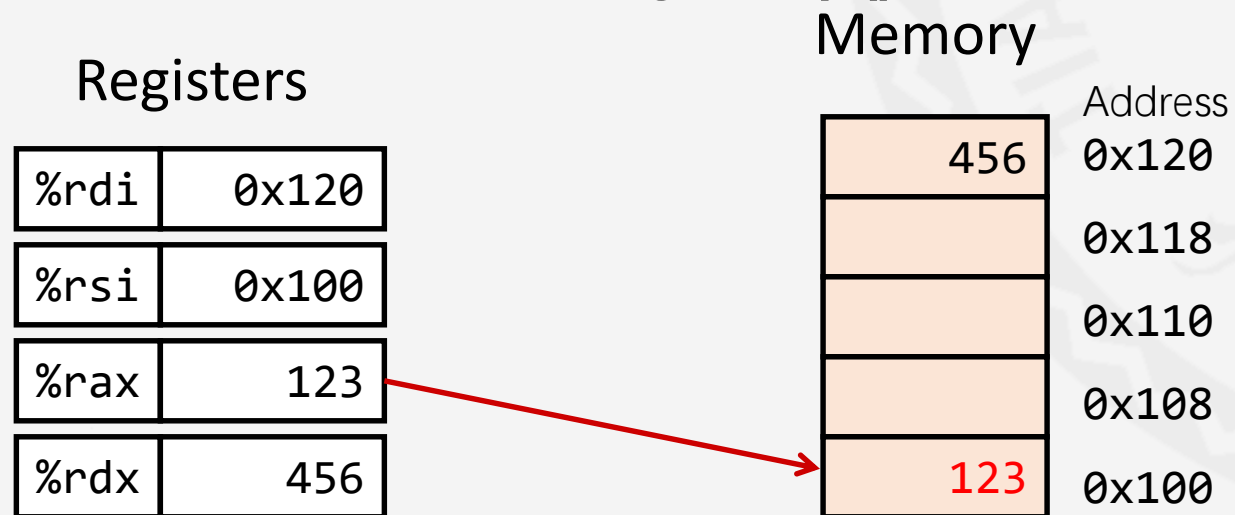 Memory
Registers
Address
%rdi 0x120
456 0x120
0x118
%rsi 0x100
0x110
%rax 123
0x108
%rdx 456
123 0x100